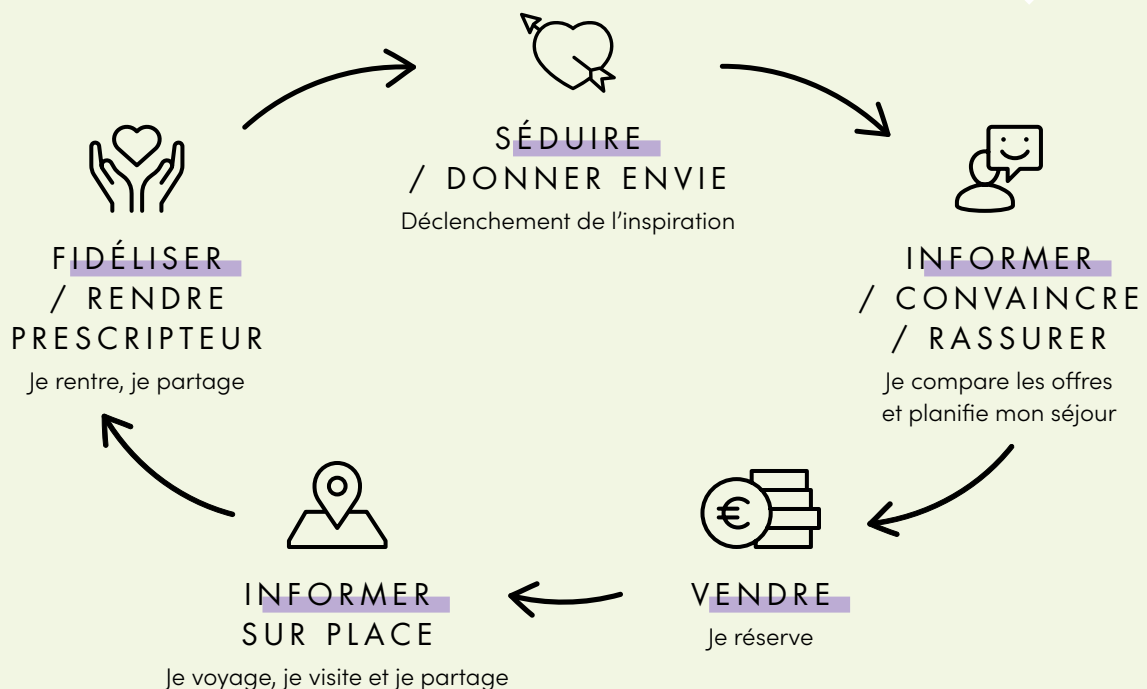 SÉDUIRE
/ DONNER ENVIE
Déclenchement de l’inspiration
INFORMER
/ CONVAINCRE
/ RASSURER
Je compare les offres
et planifie mon séjour
€
VENDRE
Je réserve
INFORMER
SUR PLACE
Je voyage, je visite et je partage
FIDÉLISER
/ RENDRE
PRESCRIPTEUR
Je rentre, je partage